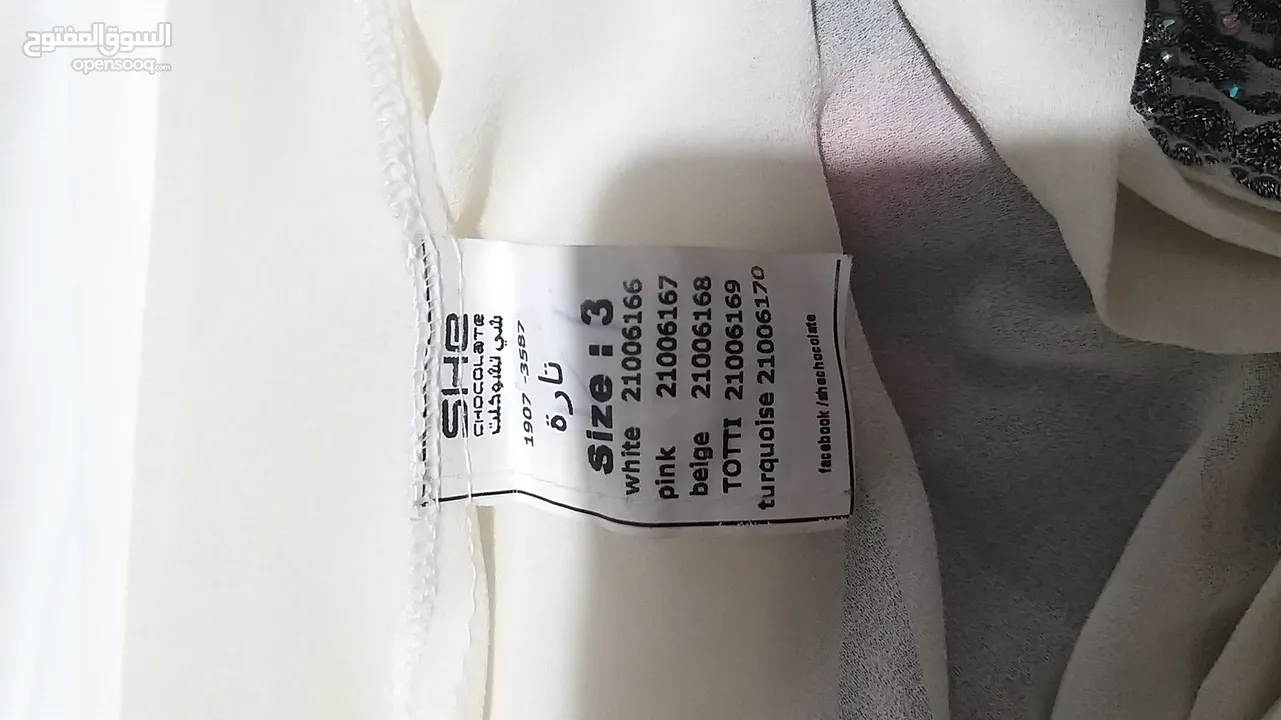 السوق المفتوح
opensooq.com
SHE
CHOCOLATE
شي تشوكلت
1907 -3587
تارة
Size : 3
white 21006166
pink 21006167
beige 21006168
TOTTI 21006169
turquoise 21006170
facebook /shechocolate